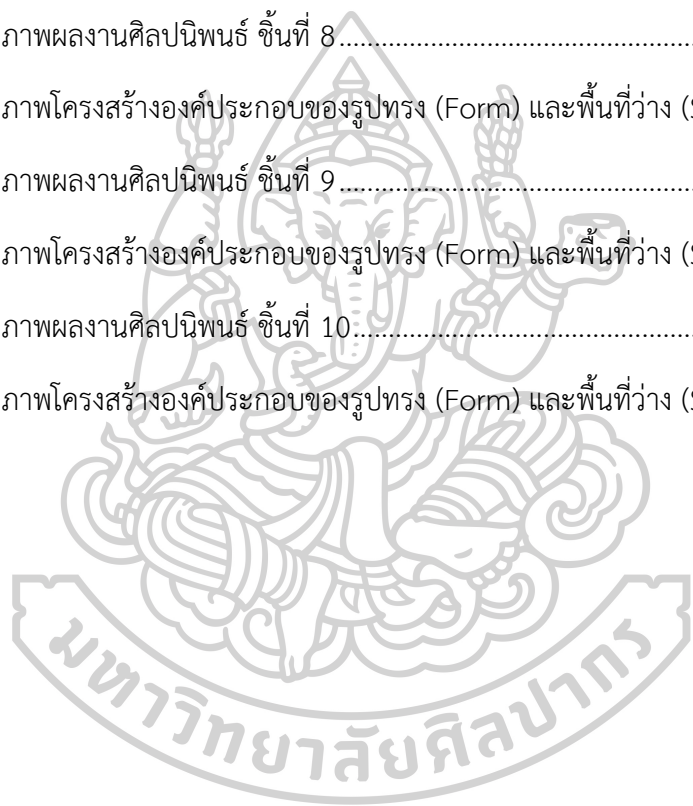 ภาพผลงานศิลปนิพนธ์ ชิ้นที่ 8........................................................
ภาพโครงสร้างองค์ประกอบของรูปทรง (Form) และพื้นที่ว่าง (
ภาพผลงานศิลปนิพนธ์ ชิ้นที่ 9........................................................
ภาพโครงสร้างองค์ประกอบของรูปทรง (Form) และพื้นที่ว่าง (
ภาพผลงานศิลปนิพนธ์ ชิ้นที่ 10......................................................
ภาพโครงสร้างองค์ประกอบของรูปทรง (Form) และพื้นที่ว่าง (
มหาวิทยาลัยศิลปากร